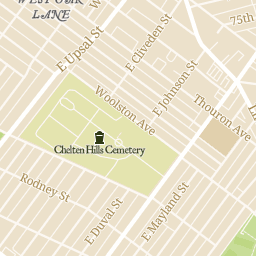 WEST OAK
LANE
75th
E Cliveden St
E Upsal St
E Johnson St
Woolston Ave
Thouron Ave
Chelten Hills Cemetery
Rodney St
E Duval St
E Mayland St